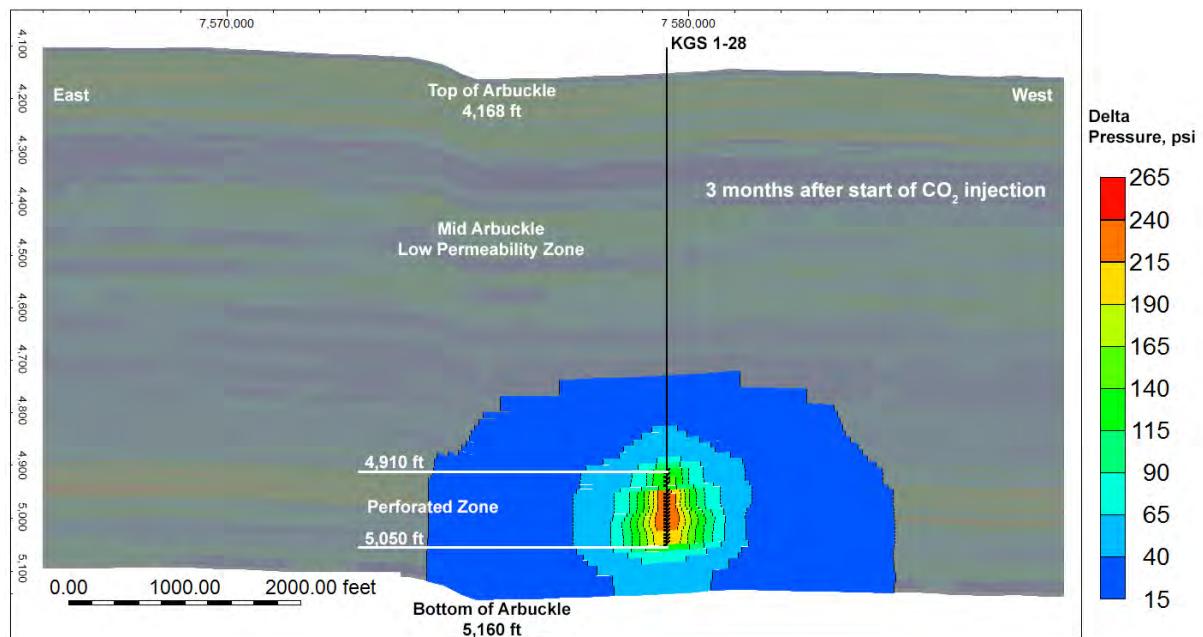 7,570,000
7,580,000
KGS 1-28
4,100
4,200
4,300
4,400
4,500
4,600
4,700
4,800
4,900
5,000
5,100
East
Top of Arbuckle
4,168 ft
West
3 months after start of CO₂ injection
Mid Arbuckle
Low Permeability Zone
4,910 ft
Perforated Zone
5,050 ft
0.00 1000.00 2000.00 feet
Bottom of Arbuckle
5,160 ft
Delta
Pressure, psi
265
240
215
190
165
140
115
90
65
40
15